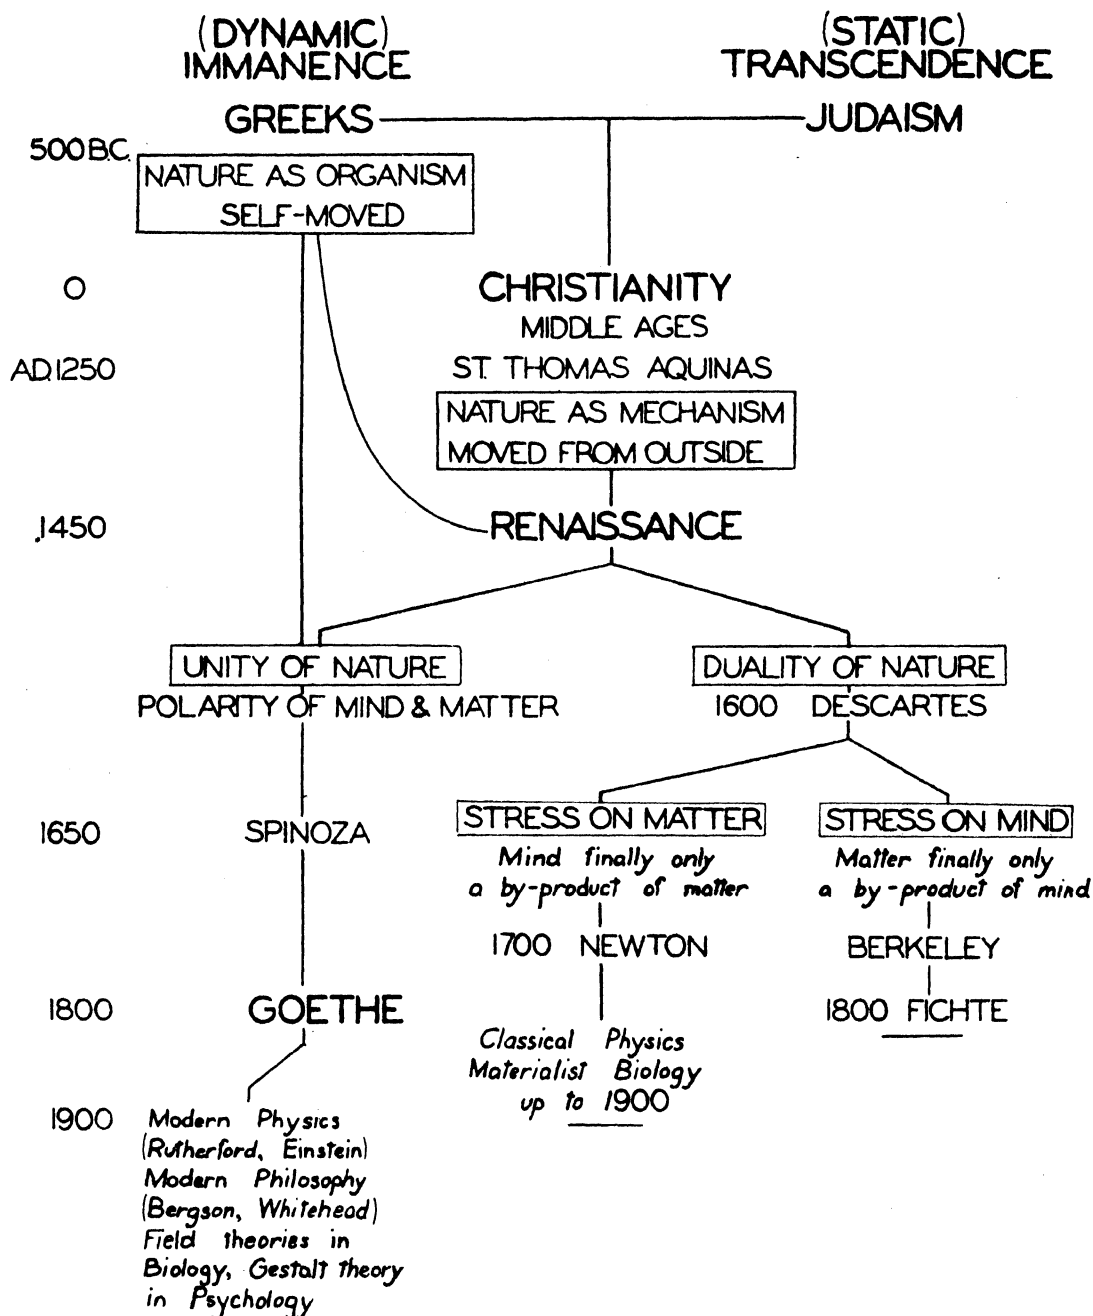 (DYNAMIC)
IMMANENCE
(STATIC)
TRANSCENDENCE
GREEKS
JUDAISM
500 B.C.
NATURE AS ORGANISM
SELF-MOVED
0
CHRISTIANITY
MIDDLE AGES
A.D. 1250
ST. THOMAS AQUINAS
NATURE AS MECHANISM
MOVED FROM OUTSIDE
1450
RENAISSANCE
UNITY OF NATURE
POLARITY OF MIND & MATTER
DUALITY OF NATURE
1600 DESCARTES
1650
SPINOZA
STRESS ON MATTER
Mind finally only
a by-product of matter
STRESS ON MIND
Matter finally only
a by-product of mind
1700 NEWTON
BERKELEY
1800
GOETHE
1800 FICHTE
Classical Physics
Materialist Biology
up to 1900
1900
Modern Physics
(Rutherford, Einstein)
Modern Philosophy
(Bergson, Whitehead)
Field theories in
Biology, Gestalt theory
in Psychology